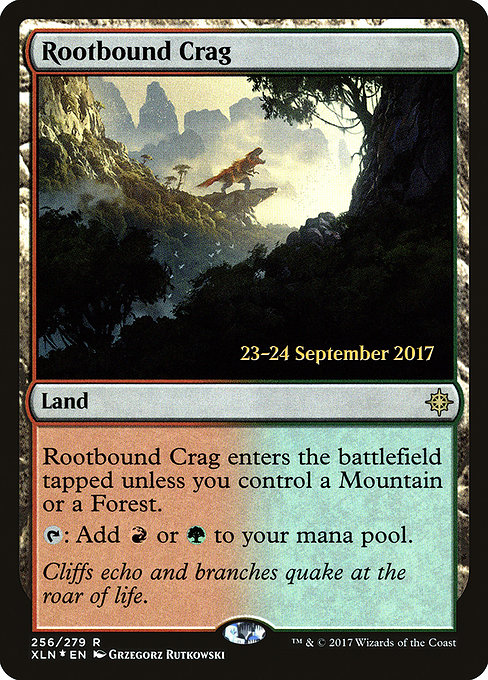 Rootbound Crag
23–24 September 2017
Land
Rootbound Crag enters the battlefield
tapped unless you control a Mountain
or a Forest.
: Add or to your mana pool.
Cliffs echo and branches quake at the
roar of life.
256/279 R
XLN EN Grzegorz Rutkowski
™ & © 2017 Wizards of the Coast